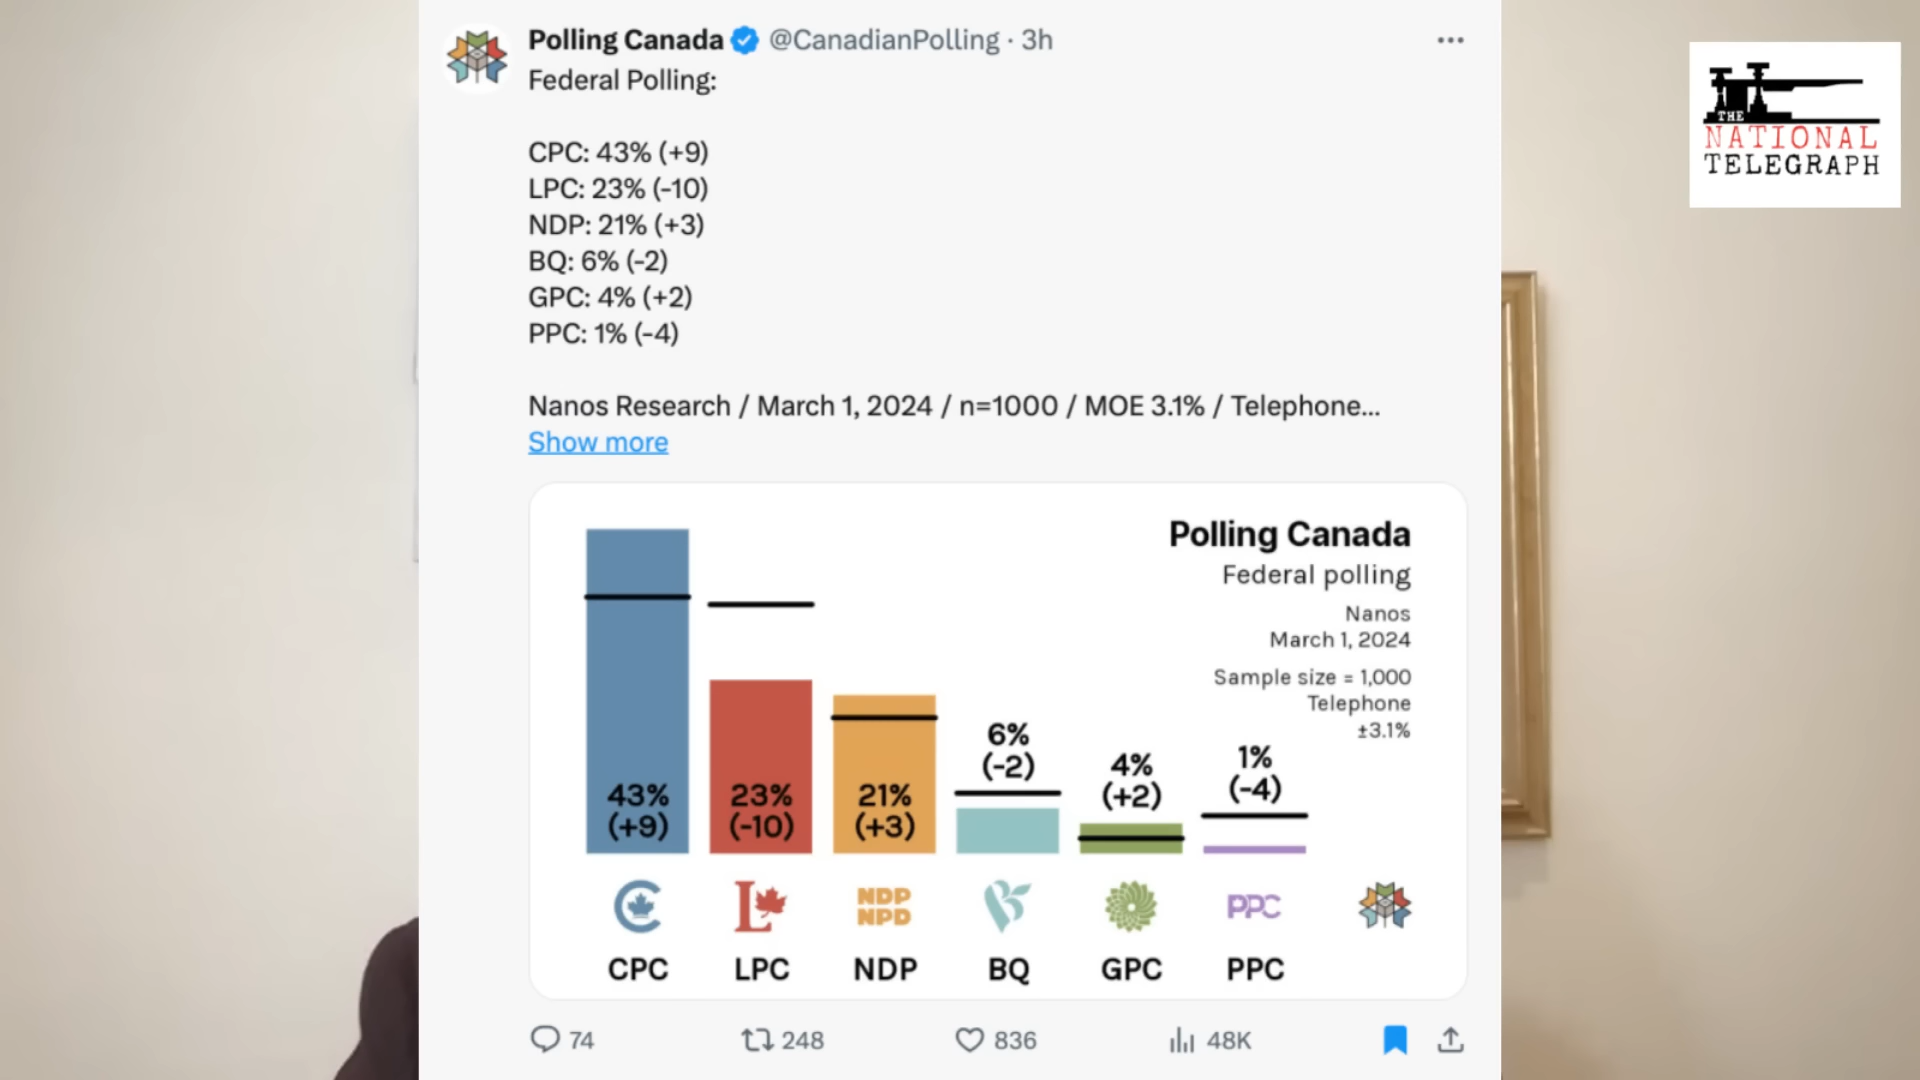 Polling Canada @CanadianPolling · 3h
Federal Polling:
CPC: 43% (+9)
LPC: 23% (-10)
NDP: 21% (+3)
BQ: 6% (-2)
GPC: 4% (+2)
PPC: 1% (-4)
Nanos Research / March 1, 2024 / n=1000 / MOE 3.1% / Telephone...
Show more
Polling Canada
Federal polling
Nanos
March 1, 2024
Sample size = 1,000
Telephone
±3.1%
43%
(+9)
23%
(-10)
21%
(+3)
6%
(-2)
4%
(+2)
1%
(-4)
L
NDP
NPD
PPC
CPC LPC NDP BQ GPC PPC
74 248 836 48K
THE
NATIONAL
TELEGRAPH